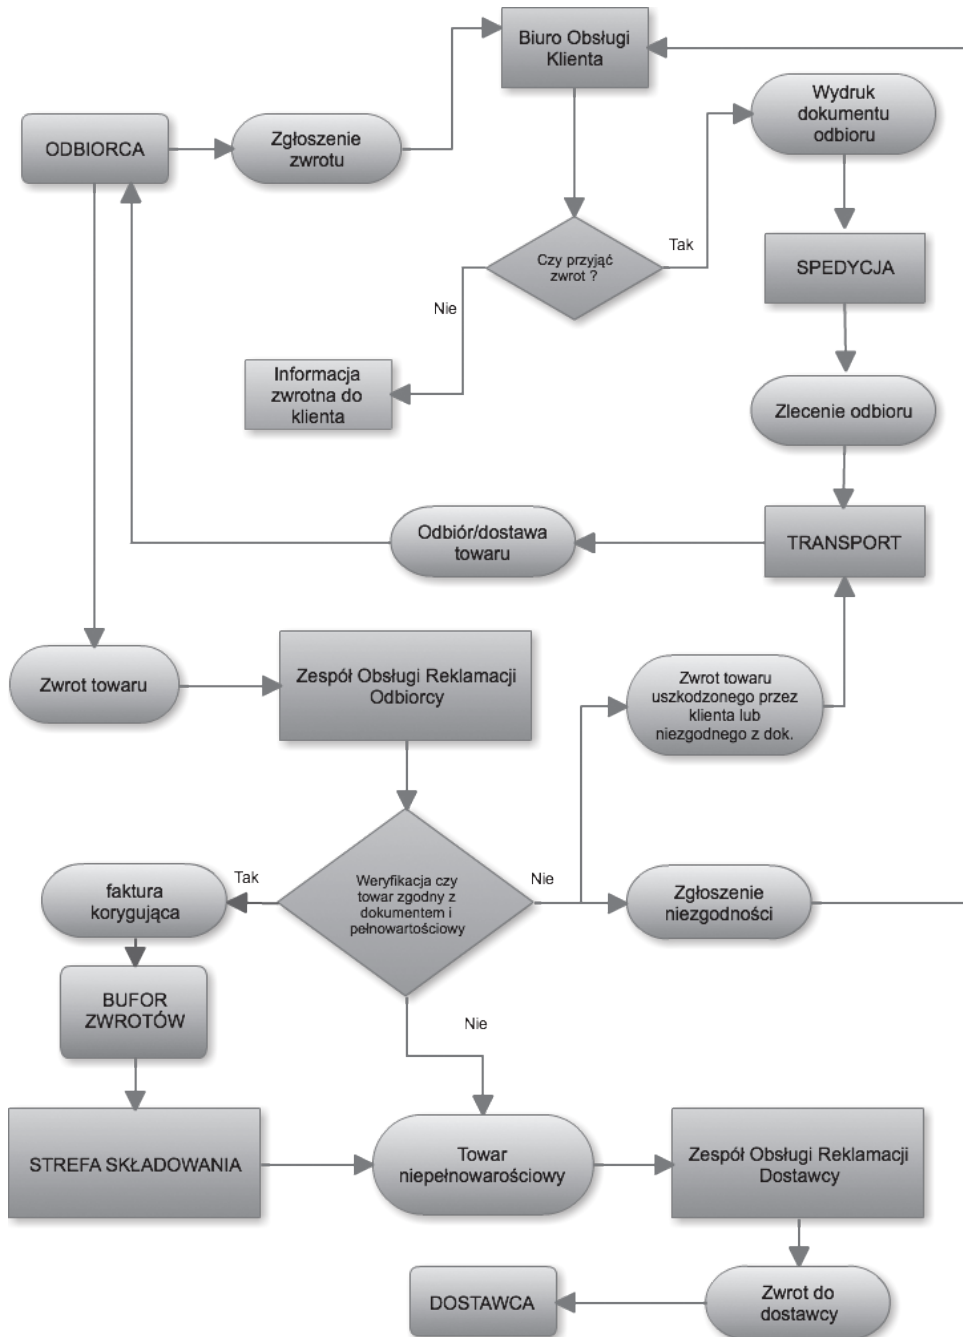 Biuro Obsługi
Klienta
Wydruk
dokumentu
odbioru
ODBIORCA
Zgłoszenie
zwrotu
Tak
Czy przyjąć
zwrot ?
SPEDYCJA
Nie
Informacja
zwrotna do
klienta
Zlecenie odbioru
Odbiór/dostawa
towaru
TRANSPORT
Zwrot towaru
Zespół Obsługi Reklamacji
Odbiorcy
Zwrot towaru
uszkodzonego przez
klienta lub
niezgodnego z dok.
Tak
faktura
korygująca
Weryfikacja czy
towar zgodny z
dokumentem i
pełnowartościowy
Nie
Zgłoszenie
niezgodności
BUFOR
ZWROTÓW
Nie
STREFA SKŁADOWANIA
Towar
niepełnowarościowy
Zespół Obsługi Reklamacji
Dostawcy
DOSTAWCA
Zwrot do
dostawcy